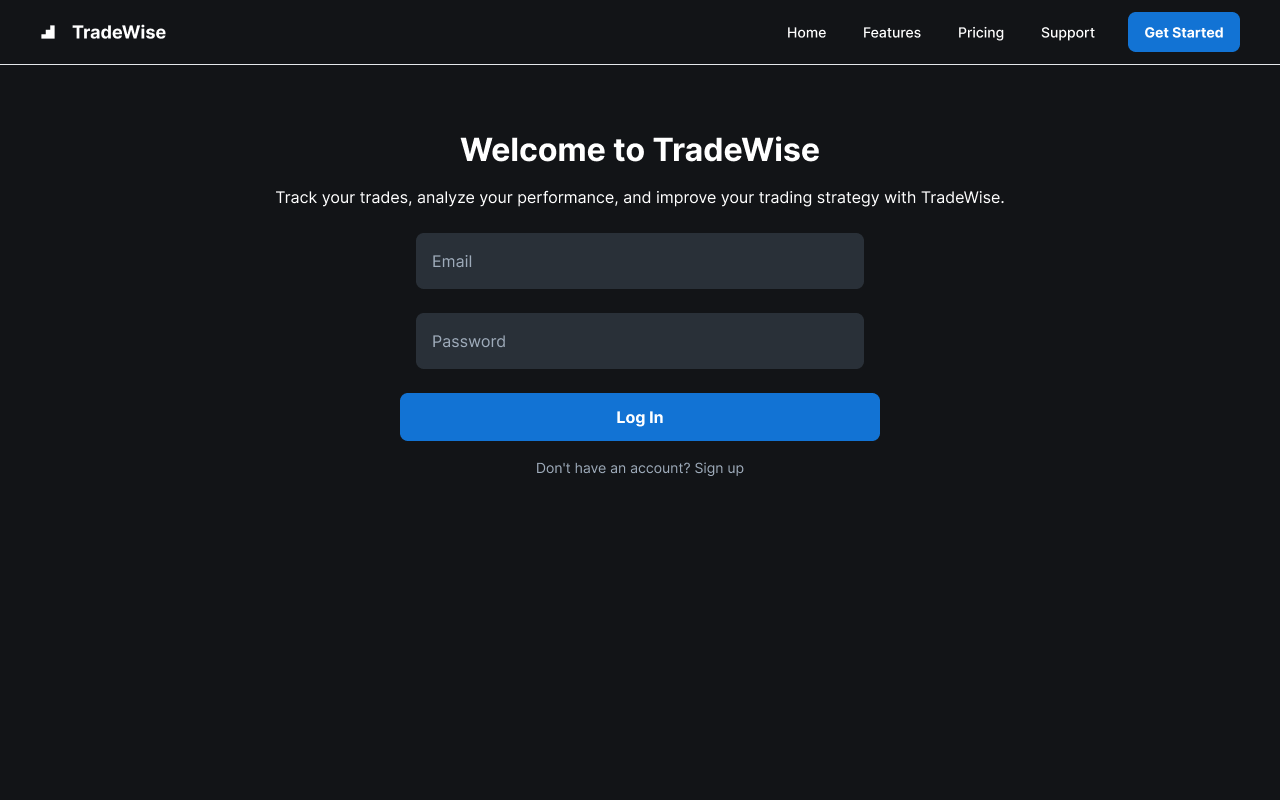 TradeWise
Home Features Pricing Support Get Started
Welcome to TradeWise
Track your trades, analyze your performance, and improve your trading strategy with TradeWise.
Email
Password
Log In
Don't have an account? Sign up